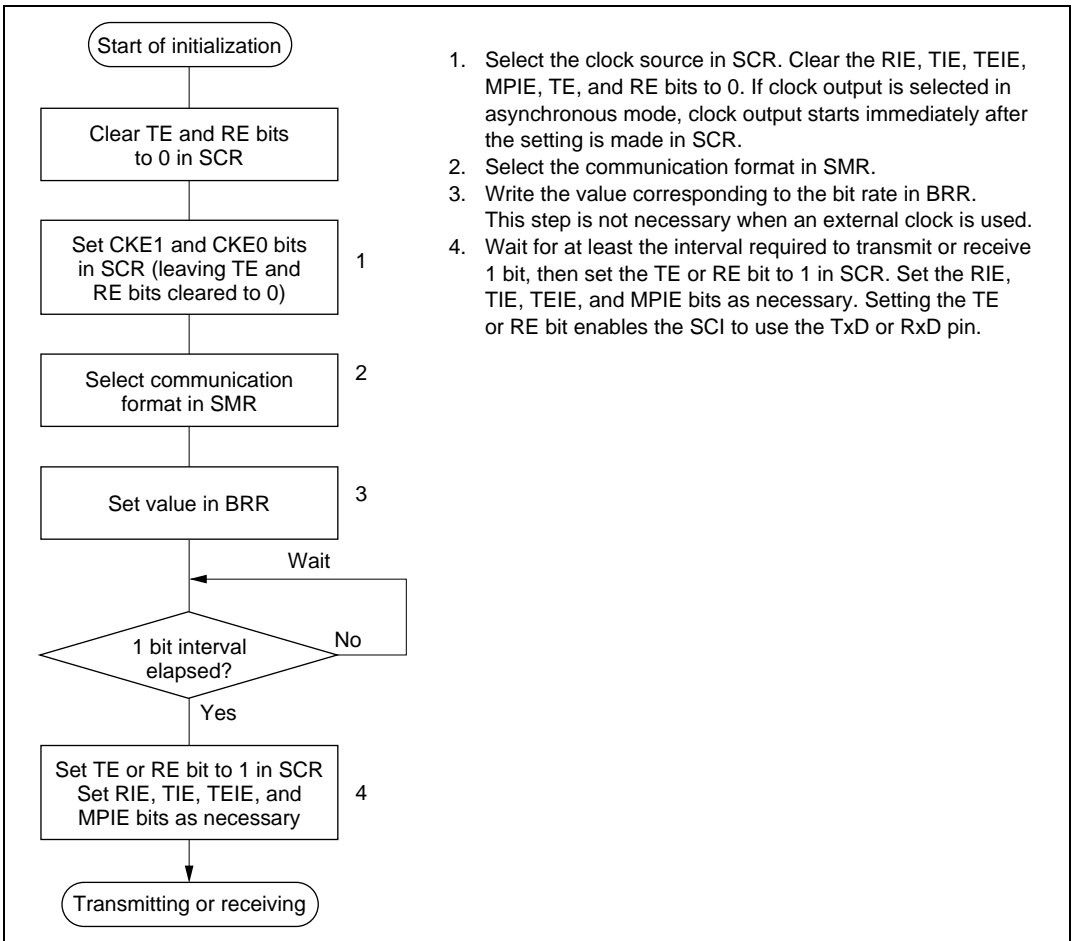 Start of initialization
Clear TE and RE bits
to 0 in SCR
Set CKE1 and CKE0 bits
in SCR (leaving TE and
RE bits cleared to 0)
1
Select communication
format in SMR
2
Set value in BRR
3
Wait
1 bit interval
elapsed?
No
Yes
Set TE or RE bit to 1 in SCR
Set RIE, TIE, TEIE, and
MPIE bits as necessary
4
Transmitting or receiving
1. Select the clock source in SCR. Clear the RIE, TIE, TEIE,
MPIE, TE, and RE bits to 0. If clock output is selected in
asynchronous mode, clock output starts immediately after
the setting is made in SCR.
2. Select the communication format in SMR.
3. Write the value corresponding to the bit rate in BRR.
This step is not necessary when an external clock is used.
4. Wait for at least the interval required to transmit or receive
1 bit, then set the TE or RE bit to 1 in SCR. Set the RIE,
TIE, TEIE, and MPIE bits as necessary. Setting the TE
or RE bit enables the SCI to use the TxD or RxD pin.